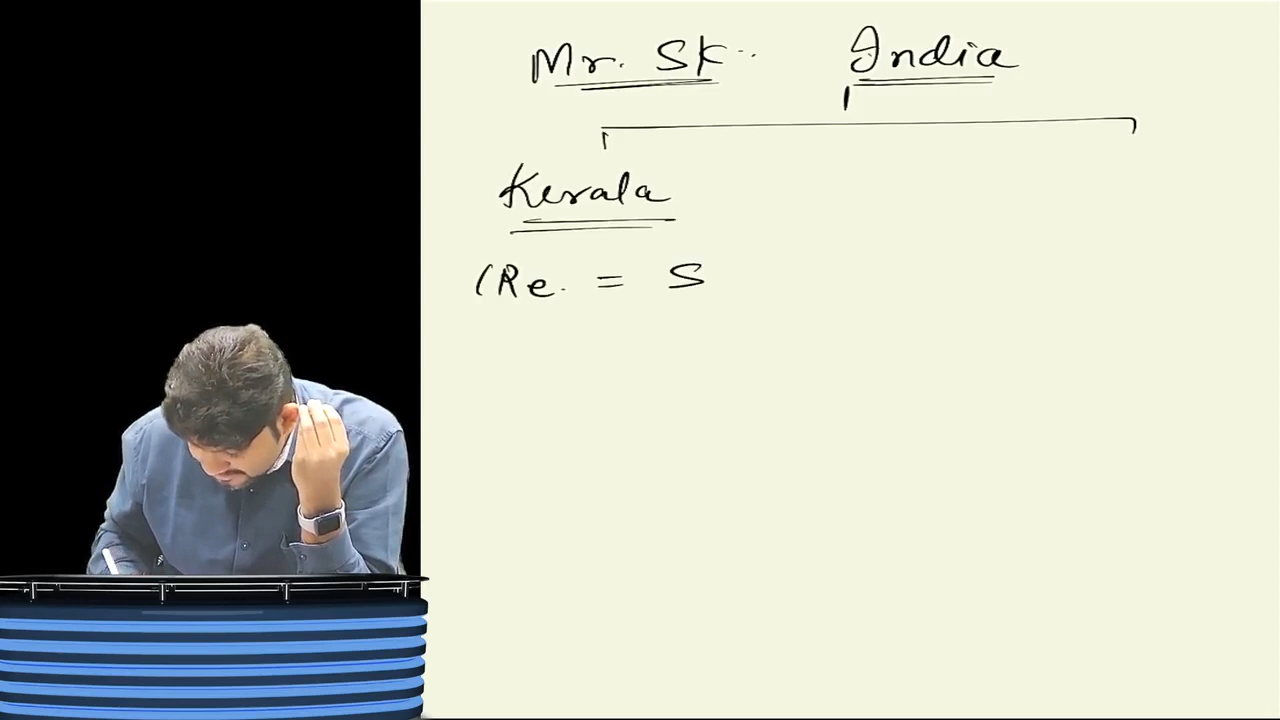 Mr. SK.. India
Kerala
(Re. = S